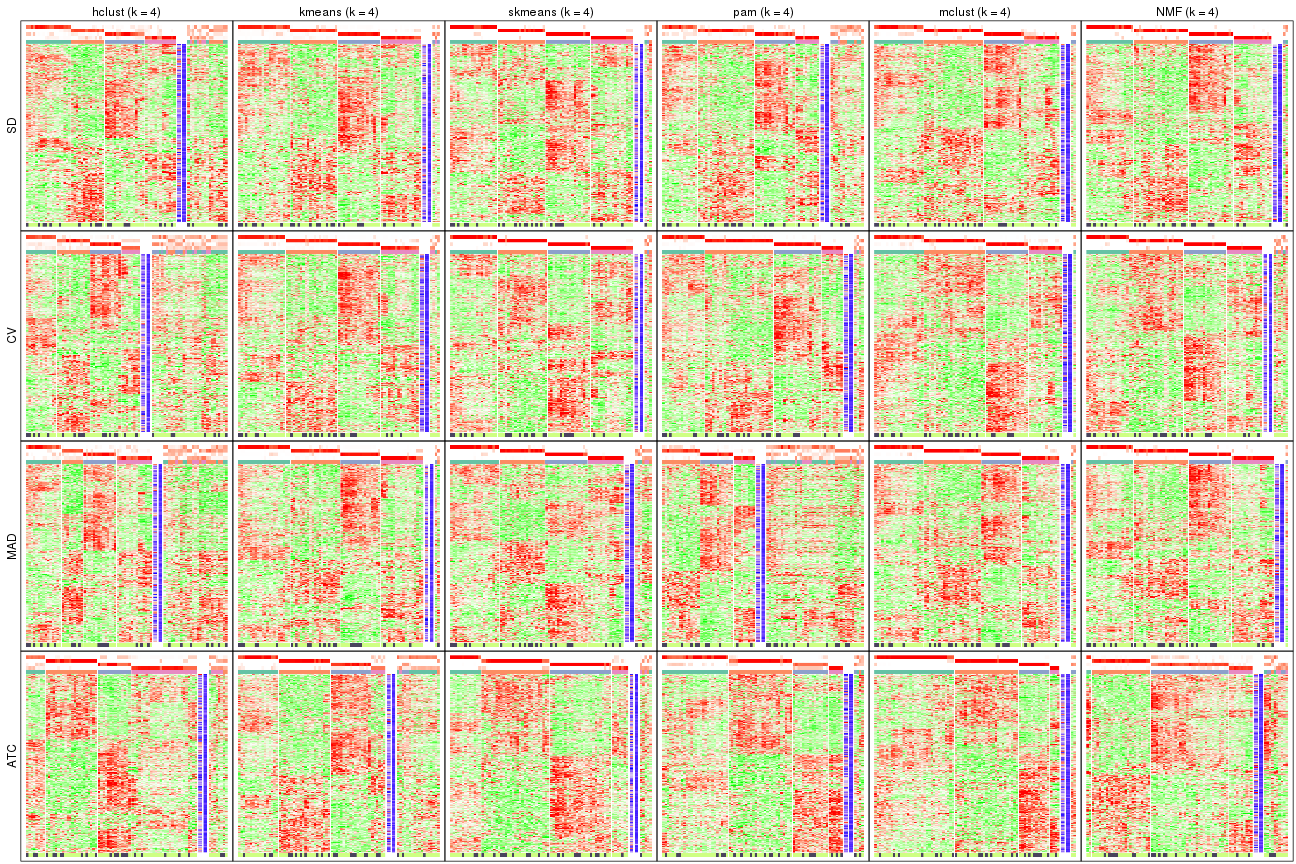 hclust (k = 4) kmeans (k = 4) skmeans (k = 4) pam (k = 4) mclust (k = 4) NMF (k = 4)
SD
CV
MAD
ATC